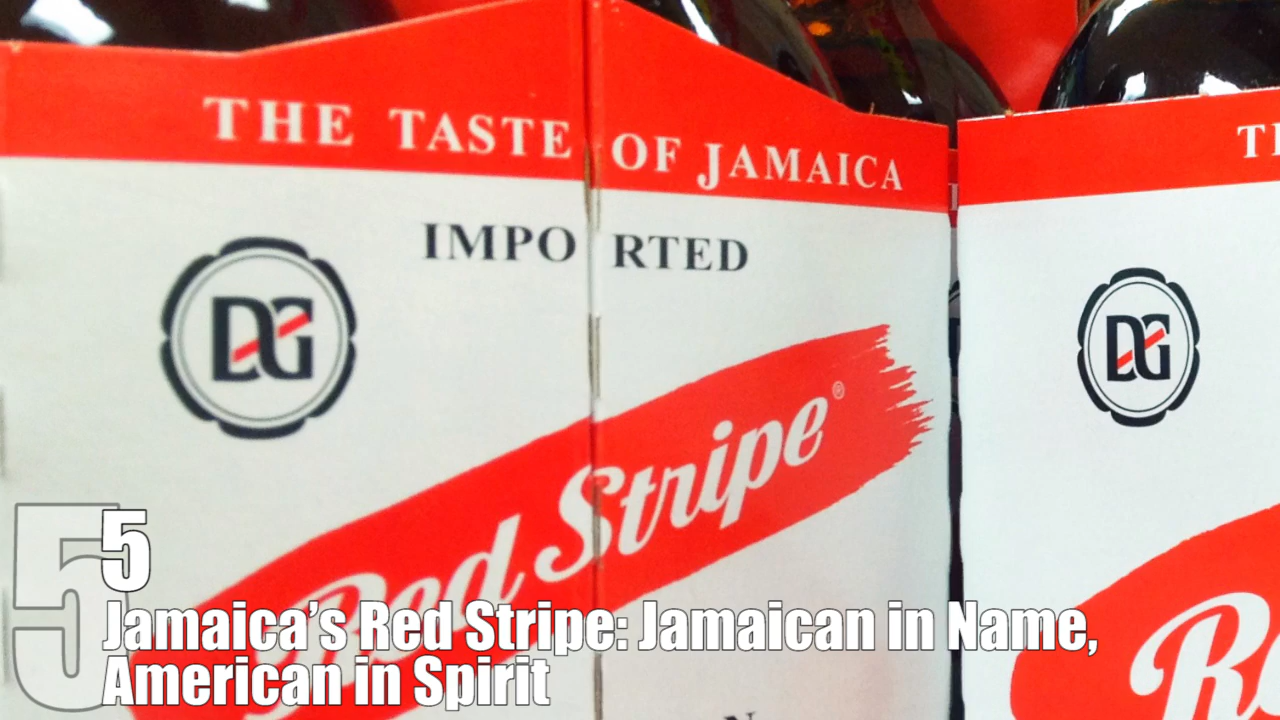 THE TASTE OF JAMAICA
IMPORTED
DG
Red Stripe®
DG
5
5
Jamaica's Red Stripe: Jamaican in Name,
American in Spirit